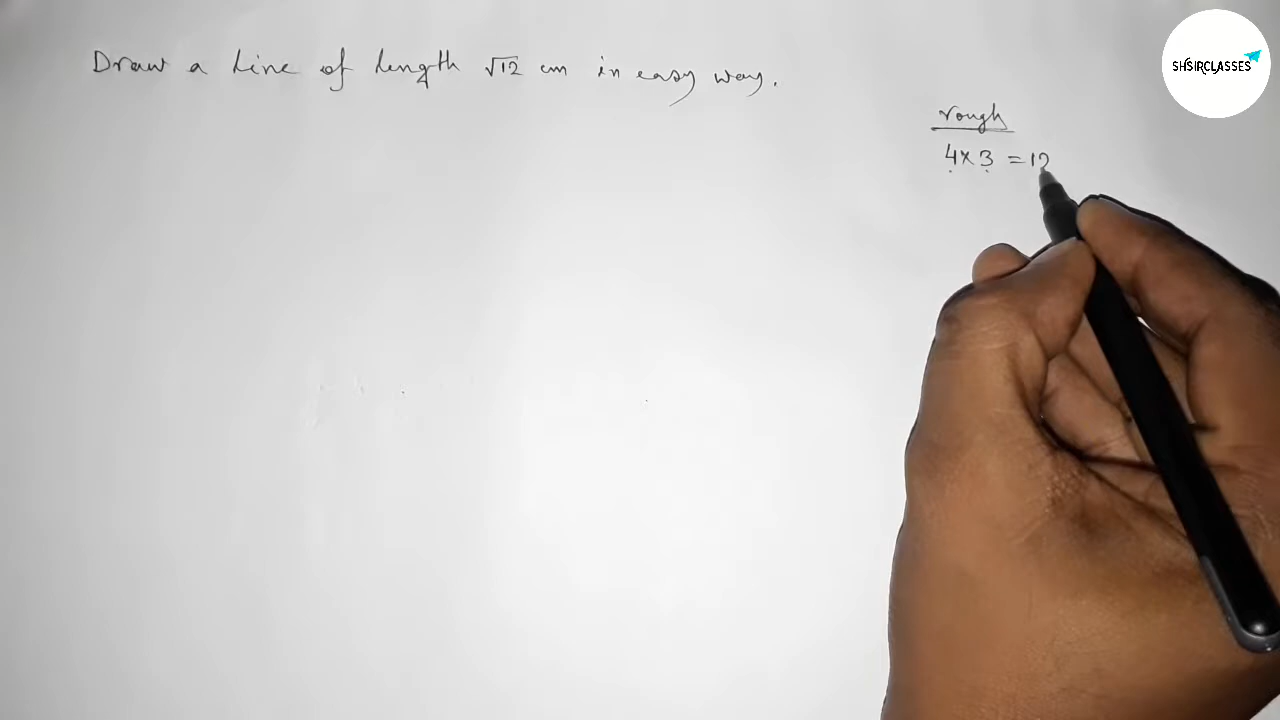 Draw a line of length √12 cm in easy way.
SHSIRCLASSES
rough
4 × 3 = 12